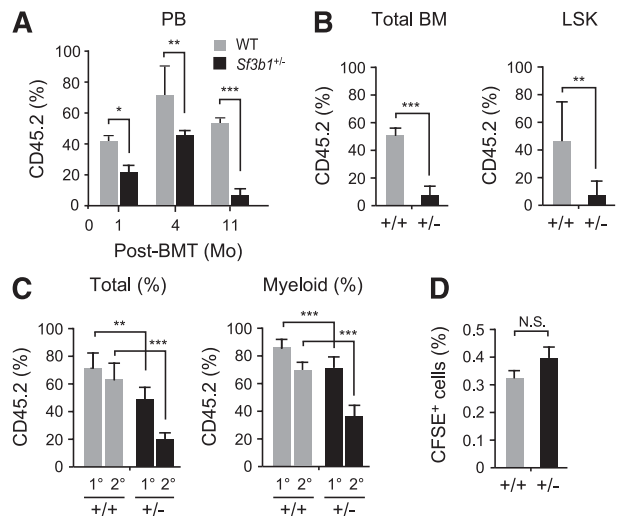 A
PB
WT
Sf3b1+/-
CD45.2 (%)
100
80
60
40
20
0
*
**
***
0 1 4 11
Post-BMT (Mo)
B
Total BM
CD45.2 (%)
100
80
60
40
20
0
***
+/+ +/-
LSK
CD45.2 (%)
100
80
60
40
20
0
**
+/+ +/-
C
Total (%)
CD45.2 (%)
100
80
60
40
20
0
**
***
1° 2° 1° 2°
+/+ +/-
Myeloid (%)
CD45.2 (%)
100
80
60
40
20
0
***
***
1° 2° 1° 2°
+/+ +/-
D
CFSE+ cells (%)
0.5
0.4
0.3
0.2
0.1
0
N.S.
+/+ +/-